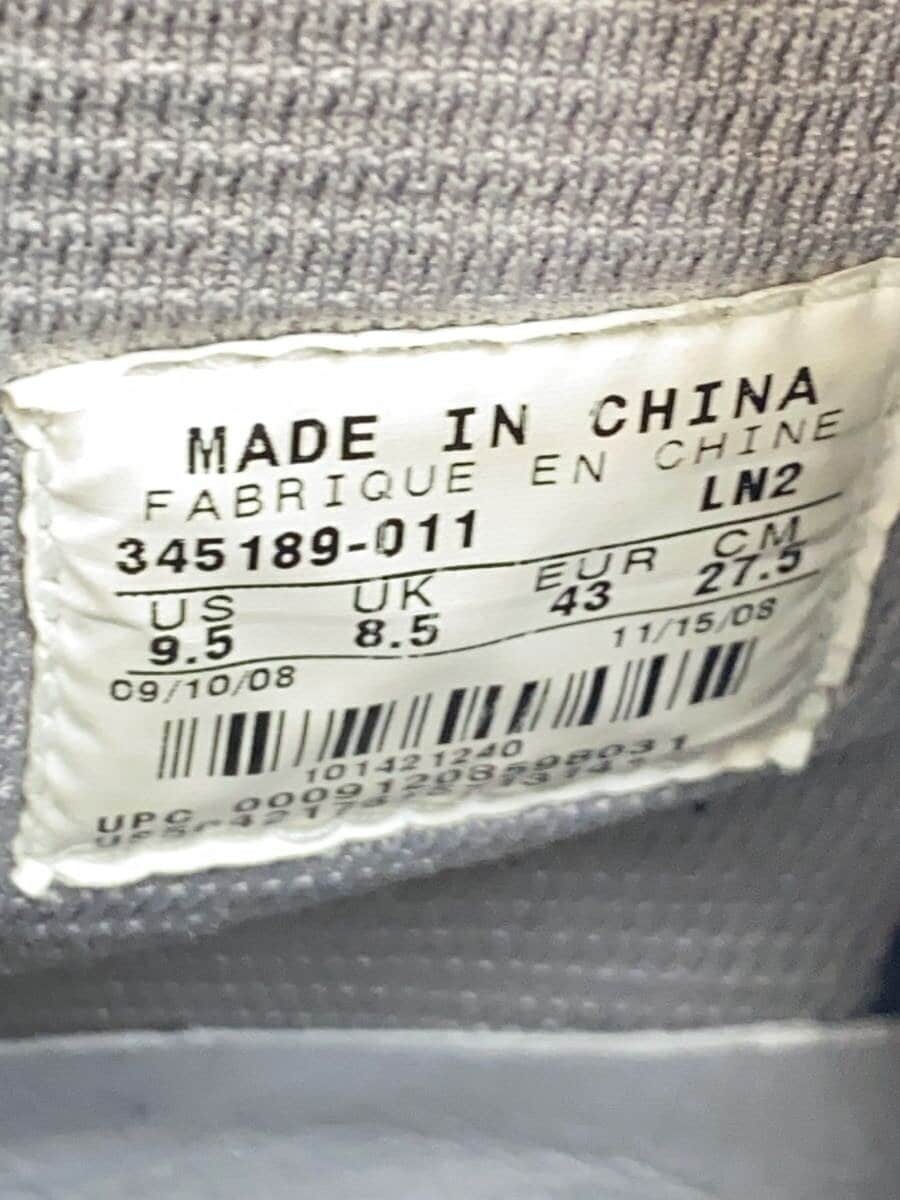 MADE IN CHINA
FABRIQUE EN CHINE
345189-011 LN2
US UK EUR CM
9.5 8.5 43 27.5
09/10/08 11/15/08
101421240
UPC